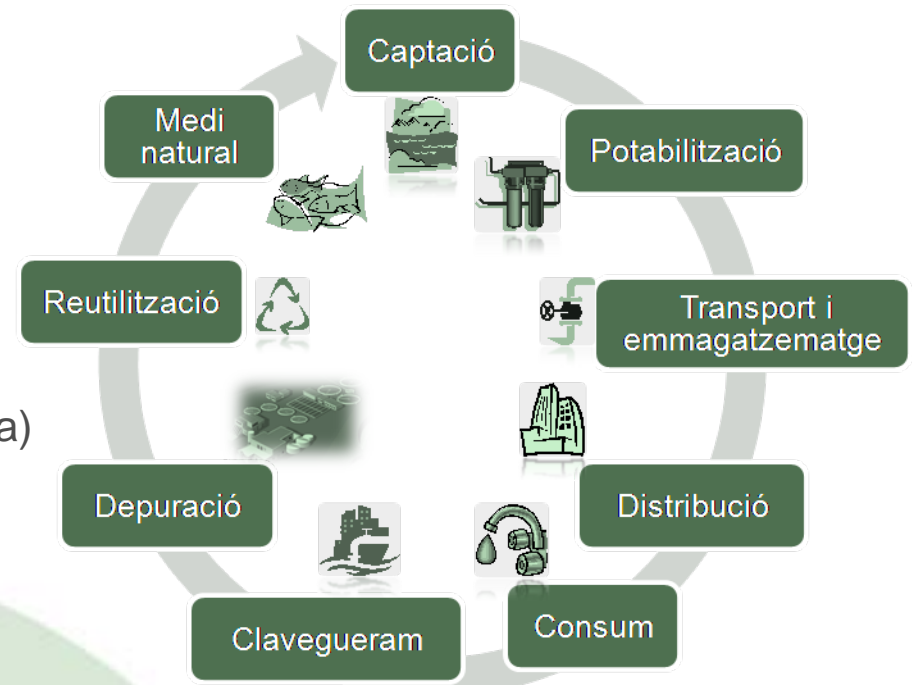 Captació
Potabilització
Transport i
emmagatzematge
Distribució
Consum
Clavegueram
Depuració
Reutilització
Medi
natural
a)